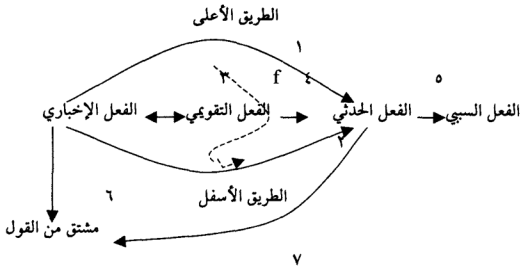 الطريق الأعلى
١
٣ f ٤ ٥
الفعل الإخباري الفعل التقويمي الفعل الحدثي الفعل السببي
٢
الطريق الأسفل
٦
مشتق من القول
٧